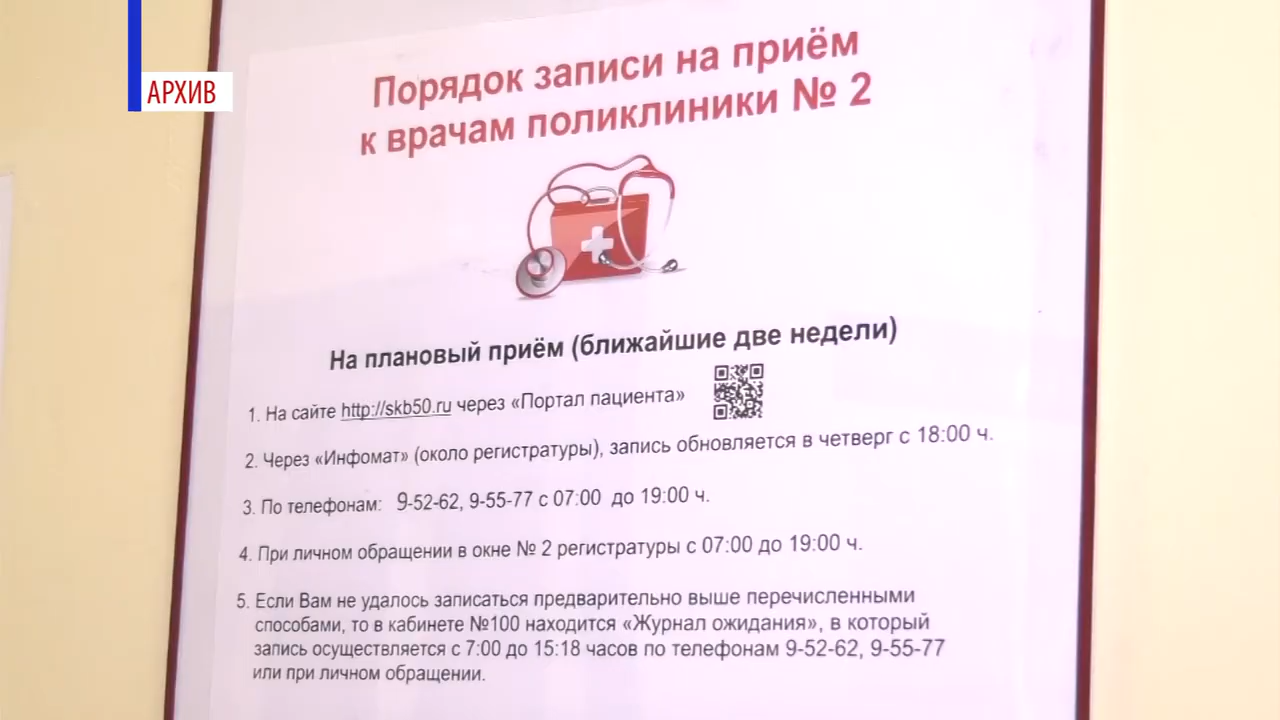 АРХИВ
Порядок записи на приём
к врачам поликлиники № 2
На плановый приём (ближайшие две недели)
1. На сайте http://skb50.ru через «Портал пациента»
2. Через «Инфомат» (около регистратуры), запись обновляется в четверг с 18:00 ч.
3. По телефонам: 9-52-62, 9-55-77 с 07:00 до 19:00 ч.
4. При личном обращении в окне № 2 регистратуры с 07:00 до 19:00 ч.
5. Если Вам не удалось записаться предварительно выше перечисленными
способами, то в кабинете №100 находится «Журнал ожидания», в который
запись осуществляется с 7:00 до 15:18 часов по телефонам 9-52-62, 9-55-77
или при личном обращении.